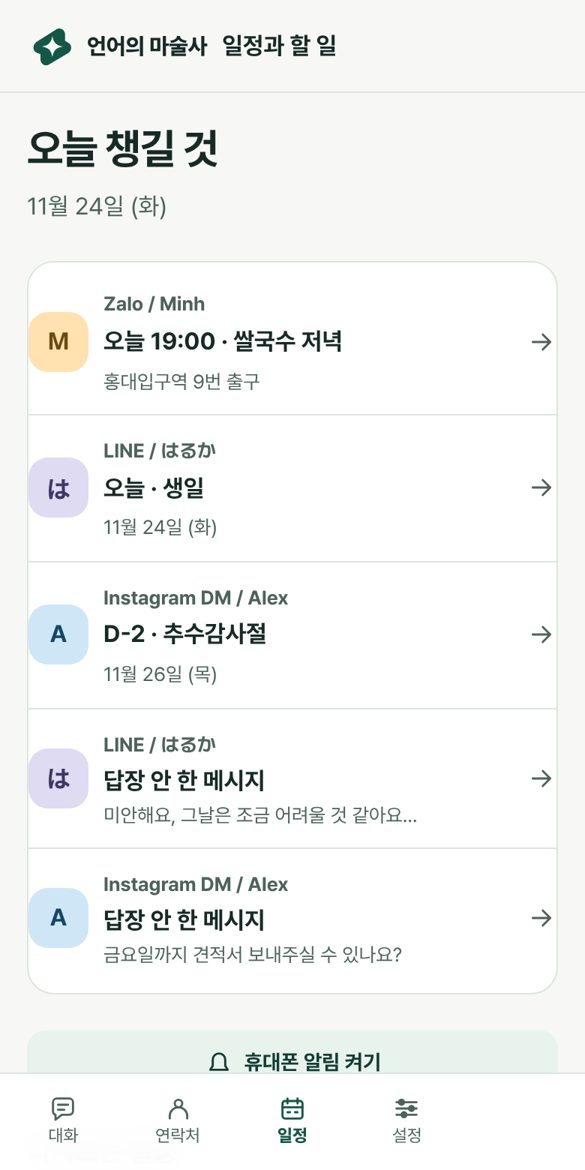 언어의 마술사 일정과 할 일
오늘 챙길 것
11월 24일 (화)
Zalo / Minh
M
오늘 19:00 · 쌀국수 저녁
홍대입구역 9번 출구
LINE / はるか
は
오늘 · 생일
11월 24일 (화)
Instagram DM / Alex
A
D-2 · 추수감사절
11월 26일 (목)
LINE / はるか
は
답장 안 한 메시지
미안해요, 그날은 조금 어려울 것 같아요...
Instagram DM / Alex
A
답장 안 한 메시지
금요일까지 견적서 보내주실 수 있나요?
휴대폰 알림 켜기
대화 연락처 일정 설정